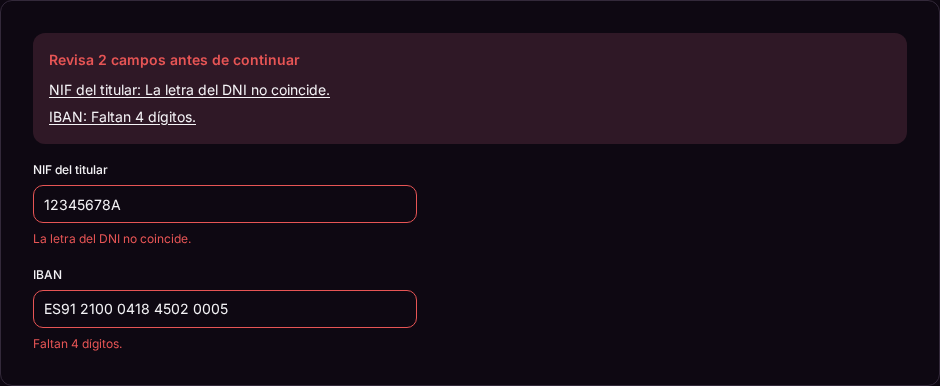 Revisa 2 campos antes de continuar
NIF del titular: La letra del DNI no coincide.
IBAN: Faltan 4 dígitos.
NIF del titular
12345678A
La letra del DNI no coincide.
IBAN
ES91 2100 0418 4502 0005
Faltan 4 dígitos.